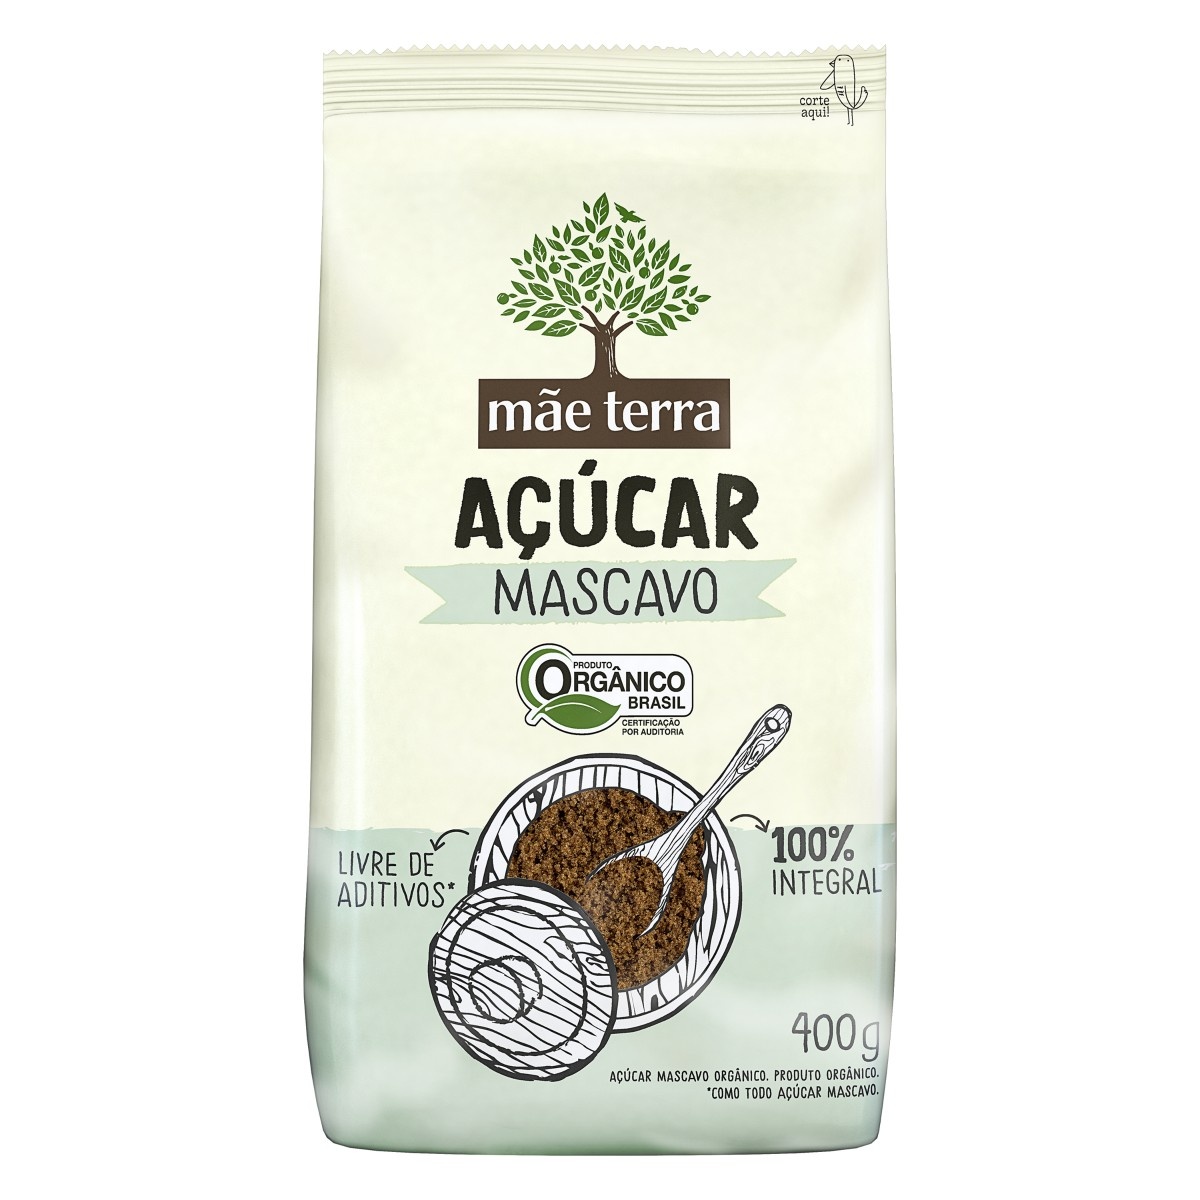 corte
aqui!
mãe terra
AÇÚCAR
MASCAVO
PRODUTO
ORGÂNICO
BRASIL
CERTIFICAÇÃO
POR AUDITORIA
LIVRE DE
ADITIVOS*
100%
INTEGRAL
400g
AÇÚCAR MASCAVO ORGÂNICO. PRODUTO ORGÂNICO.
*COMO TODO AÇÚCAR MASCAVO.